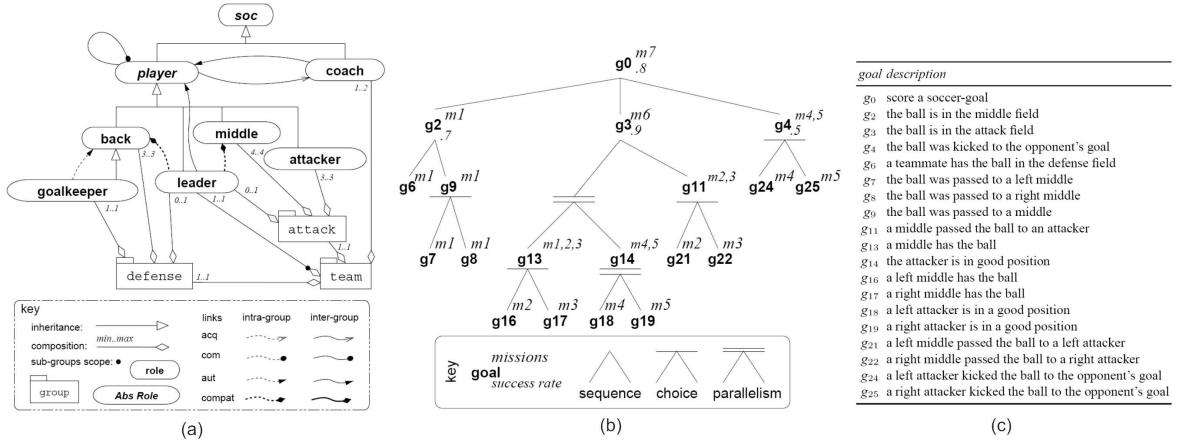 soc
player
coach
1..2
back
middle
3..3
4..4
attacker
goalkeeper
leader
3..3
1..1
0..1
1..1
0..1
attack
1..1
defense
1..1
team
key
inheritance:
composition: min..max
sub-groups scope:
group
role
Abs Role
links intra-group inter-group
acq
com
aut
compat
(a)
g0 m7
.8
g2 m1
.7
g3 m6
.9
g4 m4,5
.5
g6 m1
g9 m1
g11 m2,3
g24 m4
g25 m5
g7 m1
g8 m1
g13 m1,2,3
g14 m4,5
g21 m2
g22 m3
g16 m2
g17 m3
g18 m4
g19 m5
key
missions
goal
success rate
sequence choice parallelism
(b)
goal description
g0 score a soccer-goal
g2 the ball is in the middle field
g3 the ball is in the attack field
g4 the ball was kicked to the opponent's goal
g6 a teammate has the ball in the defense field
g7 the ball was passed to a left middle
g8 the ball was passed to a right middle
g9 the ball was passed to a middle
g11 a middle passed the ball to an attacker
g13 a middle has the ball
g14 the attacker is in good position
g16 a left middle has the ball
g17 a right middle has the ball
g18 a left attacker is in a good position
g19 a right attacker is in a good position
g21 a left middle passed the ball to a left attacker
g22 a right middle passed the ball to a right attacker
g24 a left attacker kicked the ball to the opponent's goal
g25 a right attacker kicked the ball to the opponent's goal
(c)